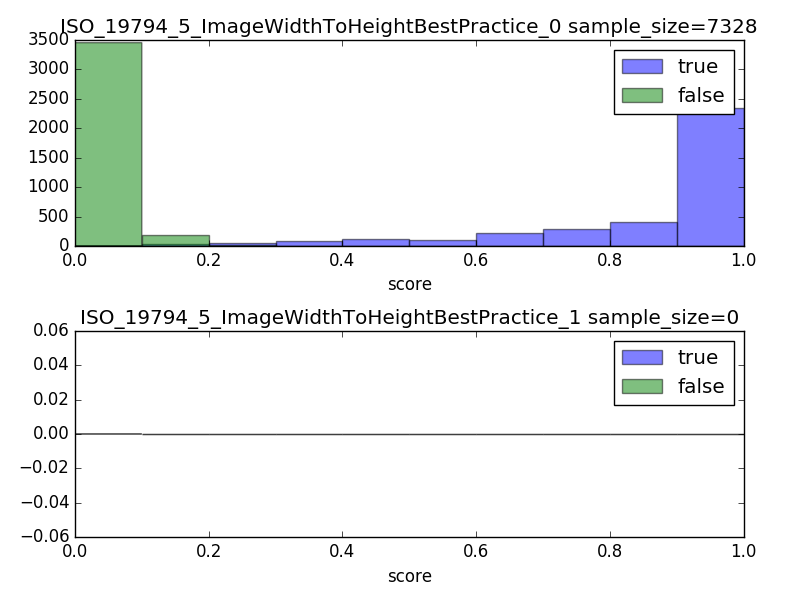 ISO_19794_5_ImageWidthToHeightBestPractice_0 sample_size=7328
3500
3000
2500
2000
1500
1000
500
0
true
false
0.0 0.2 0.4 0.6 0.8 1.0
score
ISO_19794_5_ImageWidthToHeightBestPractice_1 sample_size=0
0.06
0.04
0.02
0.00
−0.02
−0.04
−0.06
true
false
0.0 0.2 0.4 0.6 0.8 1.0
score